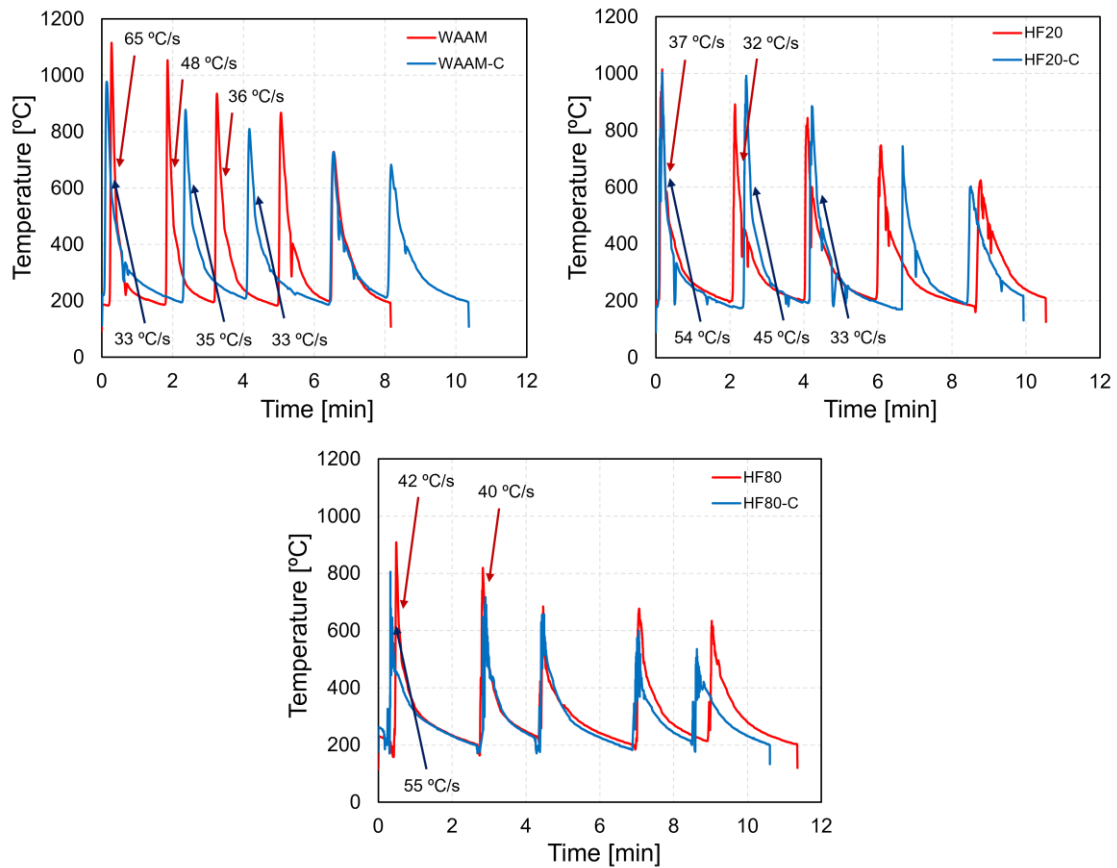 1200
1000
800
600
400
200
0
Temperature [ºC]
65 ºC/s
48 ºC/s
36 ºC/s
WAAM
WAAM-C
33 ºC/s
35 ºC/s
33 ºC/s
0 2 4 6 8 10 12
Time [min]
1200
1000
800
600
400
200
0
Temperature [ºC]
37 ºC/s
32 ºC/s
HF20
HF20-C
54 ºC/s
45 ºC/s
33 ºC/s
0 2 4 6 8 10 12
Time [min]
1200
1000
800
600
400
200
0
Temperature [ºC]
42 ºC/s
40 ºC/s
HF80
HF80-C
55 ºC/s
0 2 4 6 8 10 12
Time [min]